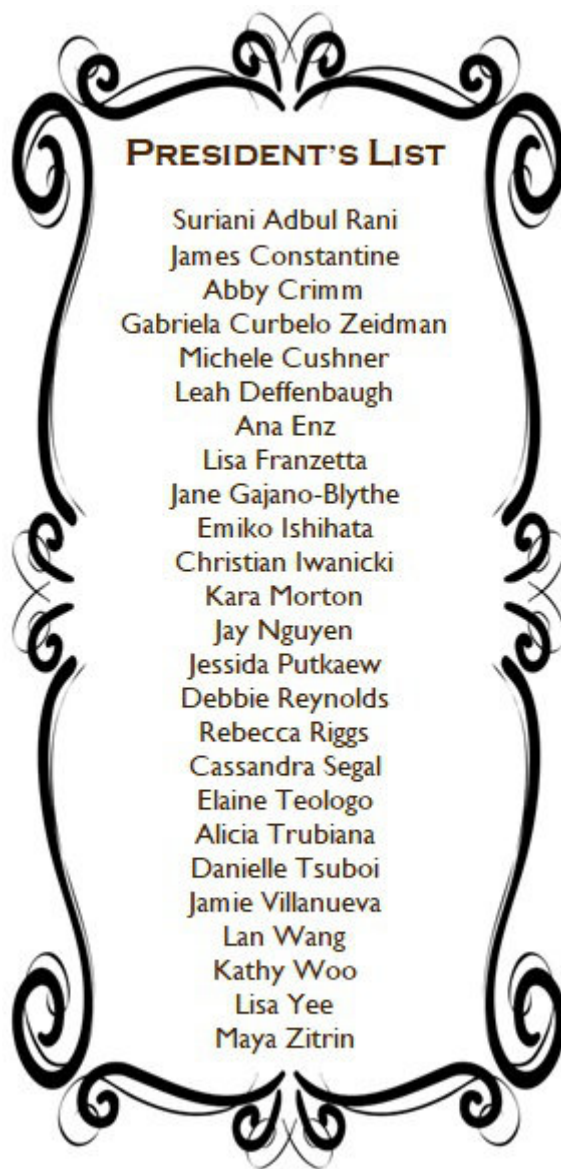 PRESIDENT'S LIST
Suriani Adbul Rani
James Constantine
Abby Crimm
Gabriela Curbelo Zeidman
Michele Cushner
Leah Deffenbaugh
Ana Enz
Lisa Franzetta
Jane Gajano-Blythe
Emiko Ishihata
Christian Iwanicki
Kara Morton
Jay Nguyen
Jessida Putkaew
Debbie Reynolds
Rebecca Riggs
Cassandra Segal
Elaine Teologo
Alicia Trubiana
Danielle Tsuboi
Jamie Villanueva
Lan Wang
Kathy Woo
Lisa Yee
Maya Zitrin